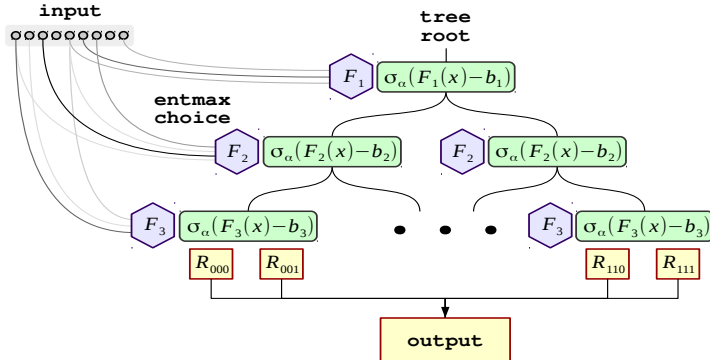 input
tree
root
F₁
σα(F₁(x)−b₁)
entmax
choice
F₂
σα(F₂(x)−b₂)
F₂
σα(F₂(x)−b₂)
F₃
σα(F₃(x)−b₃)
F₃
σα(F₃(x)−b₃)
R₀₀₀
R₀₀₁
R₁₁₀
R₁₁₁
output